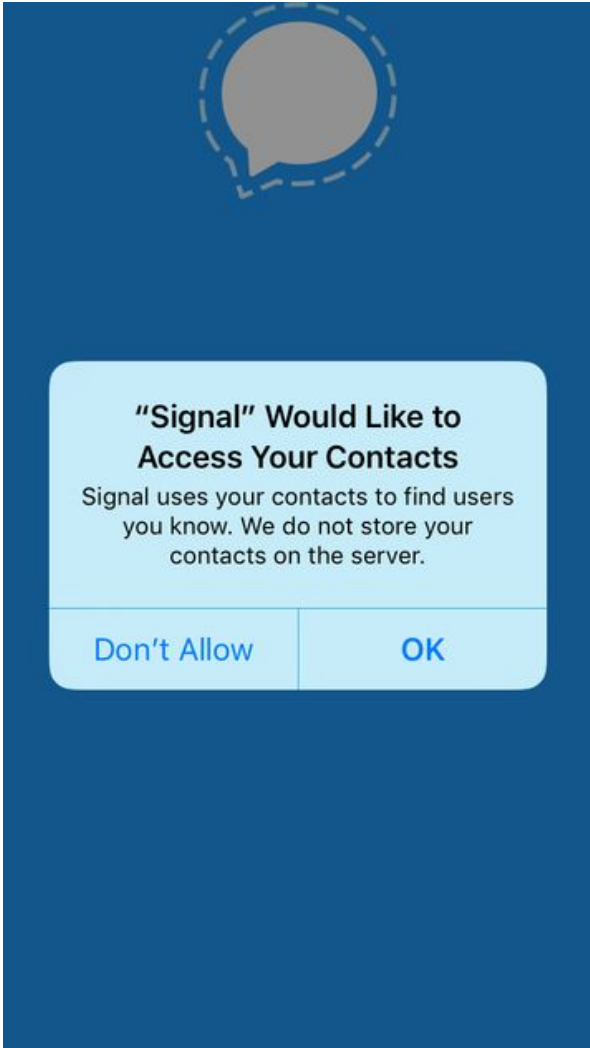 “Signal” Would Like to
Access Your Contacts
Signal uses your contacts to find users
you know. We do not store your
contacts on the server.
Don’t Allow
OK